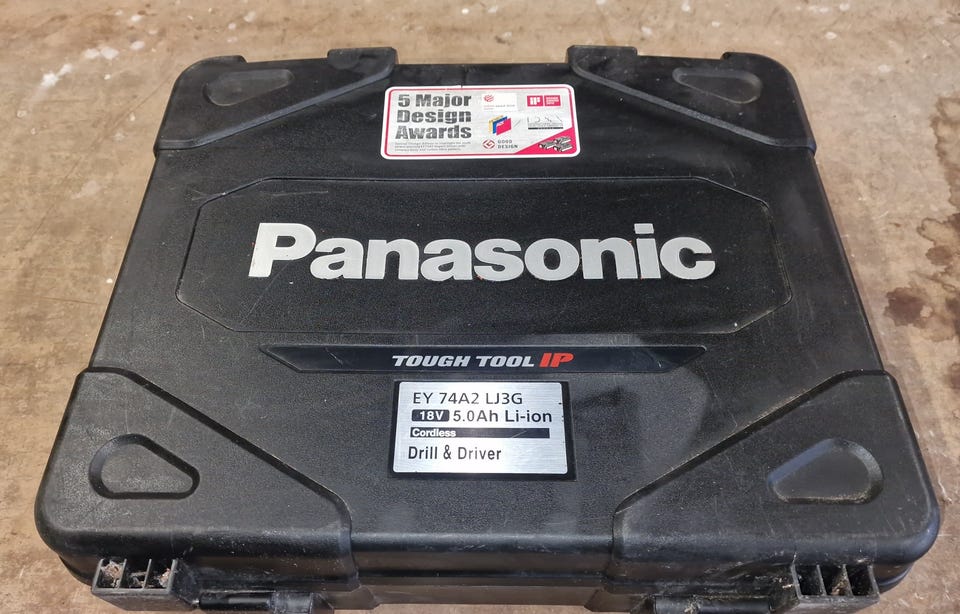 5 Major
Design
Awards
GOOD
DESIGN
Panasonic
TOUGH TOOL IP
EY 74A2 LJ3G
18V 5.0Ah Li-ion
Cordless
Drill & Driver